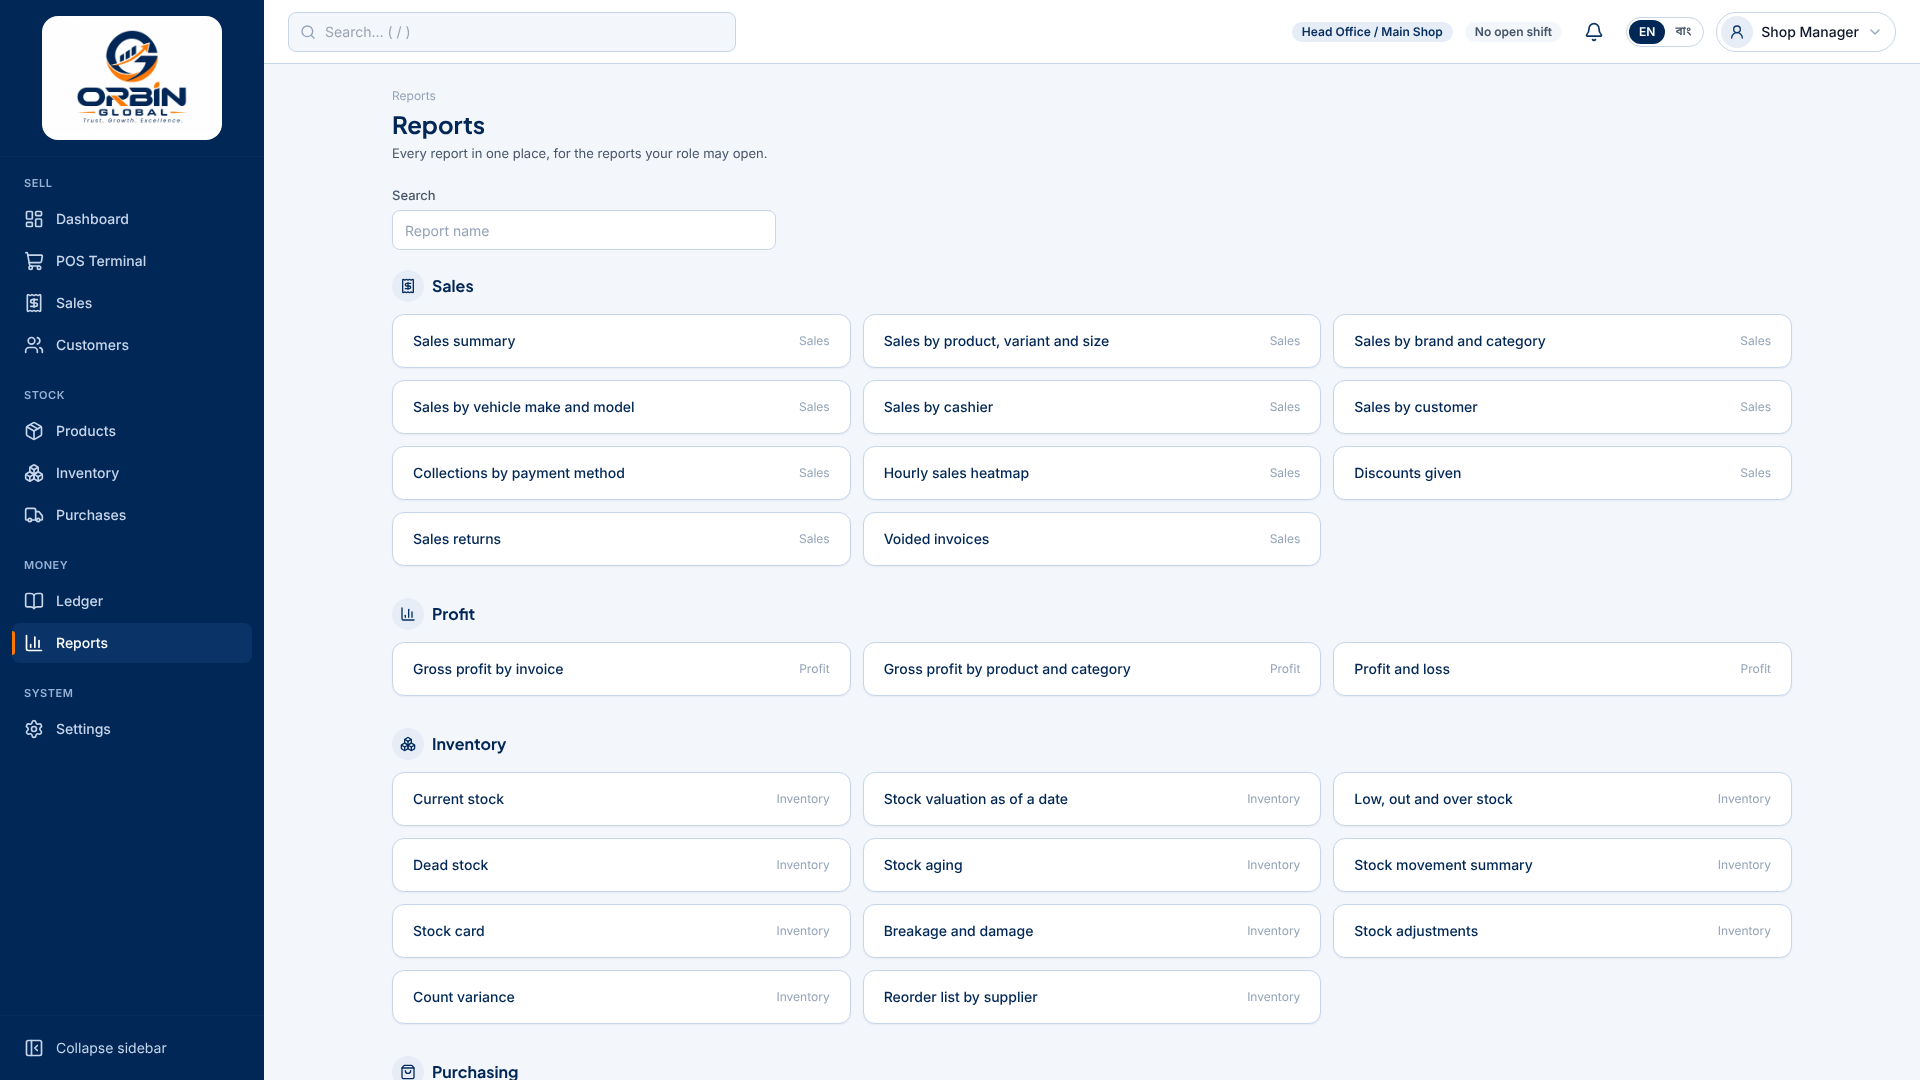 ORBIN
GLOBAL
Trust. Growth. Excellence.
SELL
Dashboard
POS Terminal
Sales
Customers
STOCK
Products
Inventory
Purchases
MONEY
Ledger
Reports
SYSTEM
Settings
Collapse sidebar
Search... ( / )
Head Office / Main Shop
No open shift
EN
বাং
Shop Manager
Reports
Reports
Every report in one place, for the reports your role may open.
Search
Report name
Sales
Sales summary Sales
Sales by product, variant and size Sales
Sales by brand and category Sales
Sales by vehicle make and model Sales
Sales by cashier Sales
Sales by customer Sales
Collections by payment method Sales
Hourly sales heatmap Sales
Discounts given Sales
Sales returns Sales
Voided invoices Sales
Profit
Gross profit by invoice Profit
Gross profit by product and category Profit
Profit and loss Profit
Inventory
Current stock Inventory
Stock valuation as of a date Inventory
Low, out and over stock Inventory
Dead stock Inventory
Stock aging Inventory
Stock movement summary Inventory
Stock card Inventory
Breakage and damage Inventory
Stock adjustments Inventory
Count variance Inventory
Reorder list by supplier Inventory
Purchasing